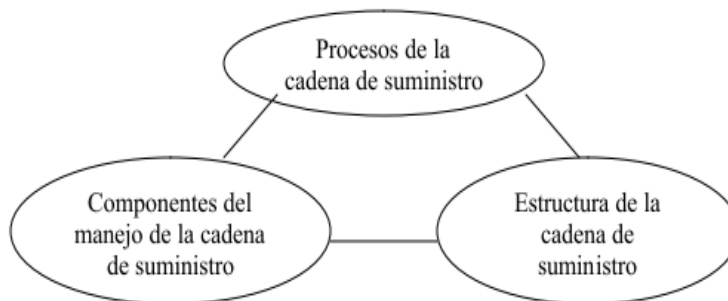 Procesos de la
cadena de suministro
Componentes del
manejo de la cadena
de suministro
Estructura de la
cadena de
suministro